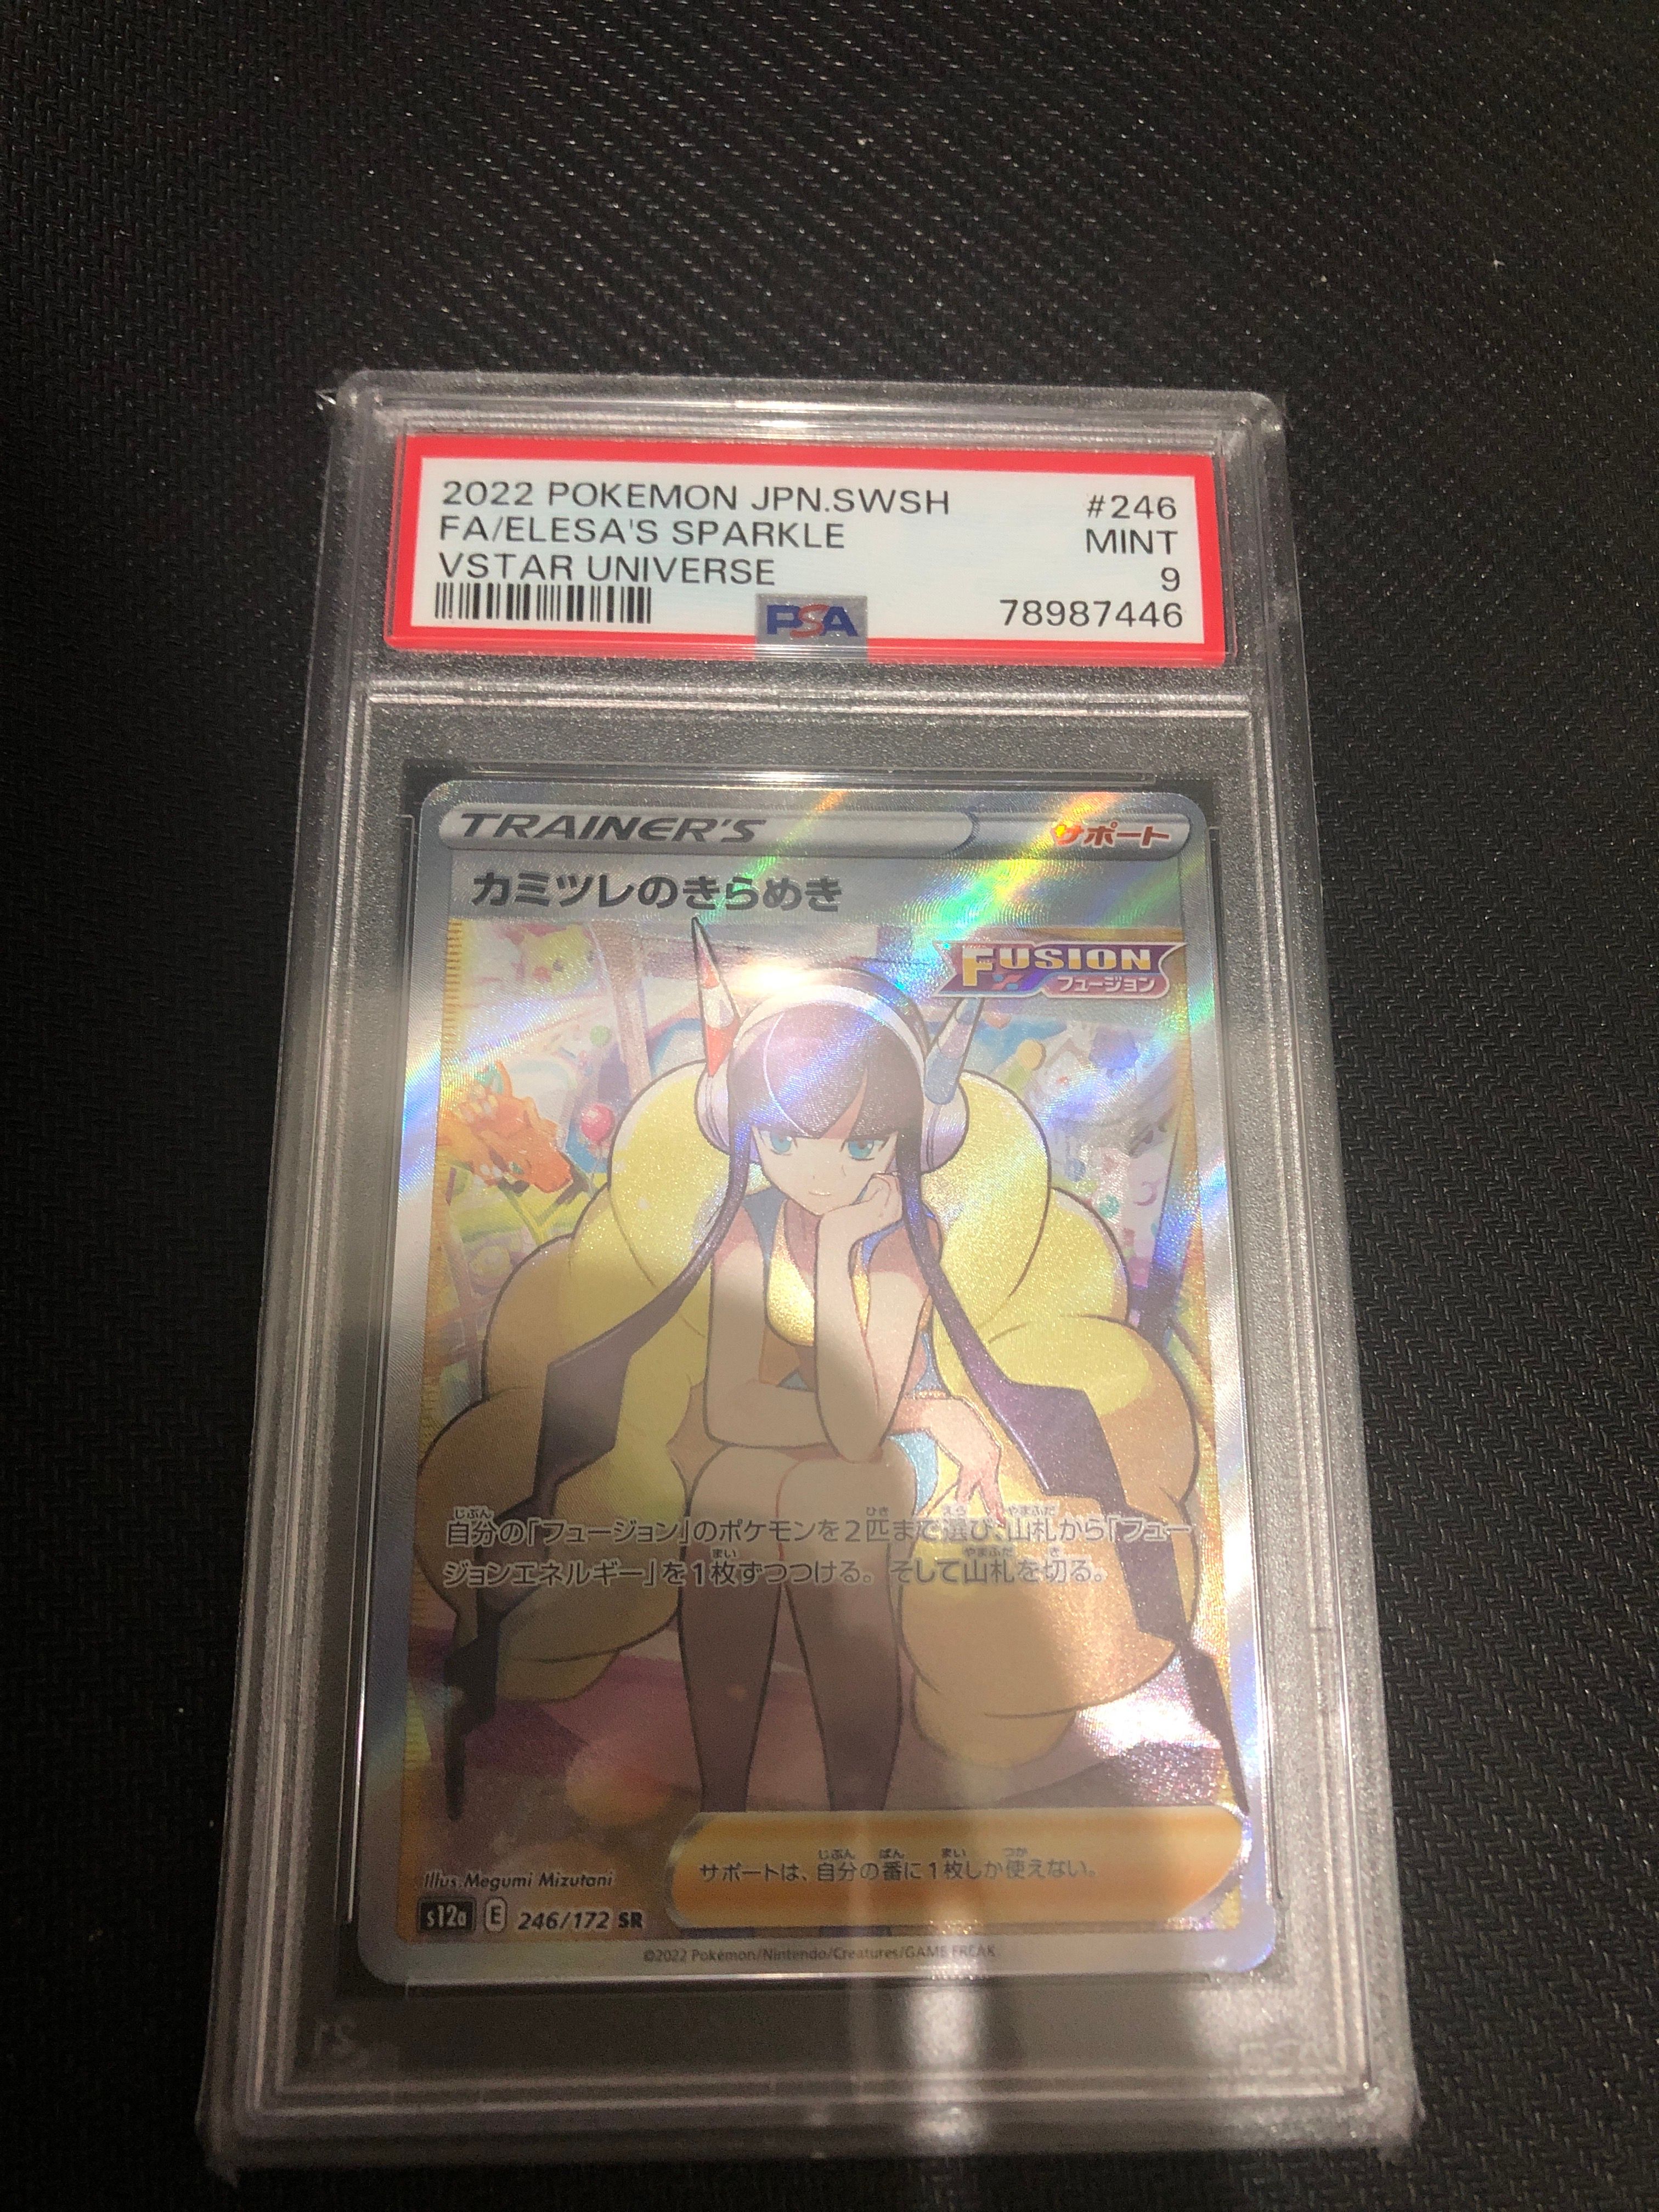 2022 POKEMON JPN.SWSH #246
FA/ELESA'S SPARKLE MINT
VSTAR UNIVERSE 9
PSA 78987446
TRAINER'S サポート
カミツレのきらめき
FUSION
フュージョン
自分の「フュージョン」のポケモンを2匹まで選び、山札から「フュー
ジョンエネルギー」を1枚ずつつける。そして山札を切る。
サポートは、自分の番に1枚しか使えない。
Illus. Megumi Mizutani
s12a E 246/172 SR
©2022 Pokémon/Nintendo/Creatures/GAME FREAK